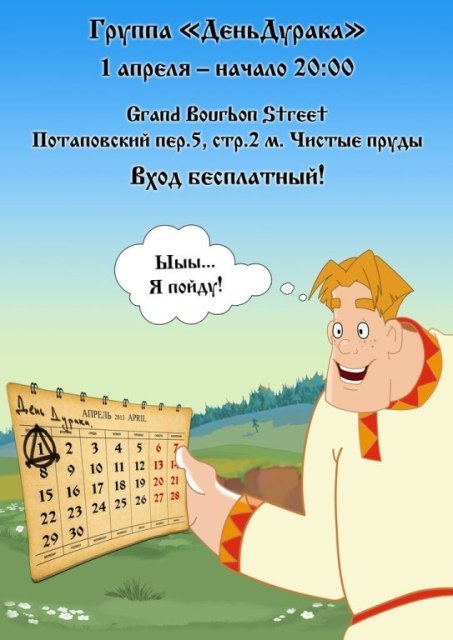 Группа «ДеньДурака»
1 апреля – начало 20:00
Grand Bourbon Street
Потаповский пер.5, стр.2 м. Чистые пруды
Вход бесплатный!
Ыыы...
Я пойду!
День Дурака.
АПРЕЛЬ 2013 APRIL
1 2 3 4 5 6 7
8 9 10 11 12 13 14
15 16 17 18 19 20 21
22 23 24 25 26 27 28
29 30